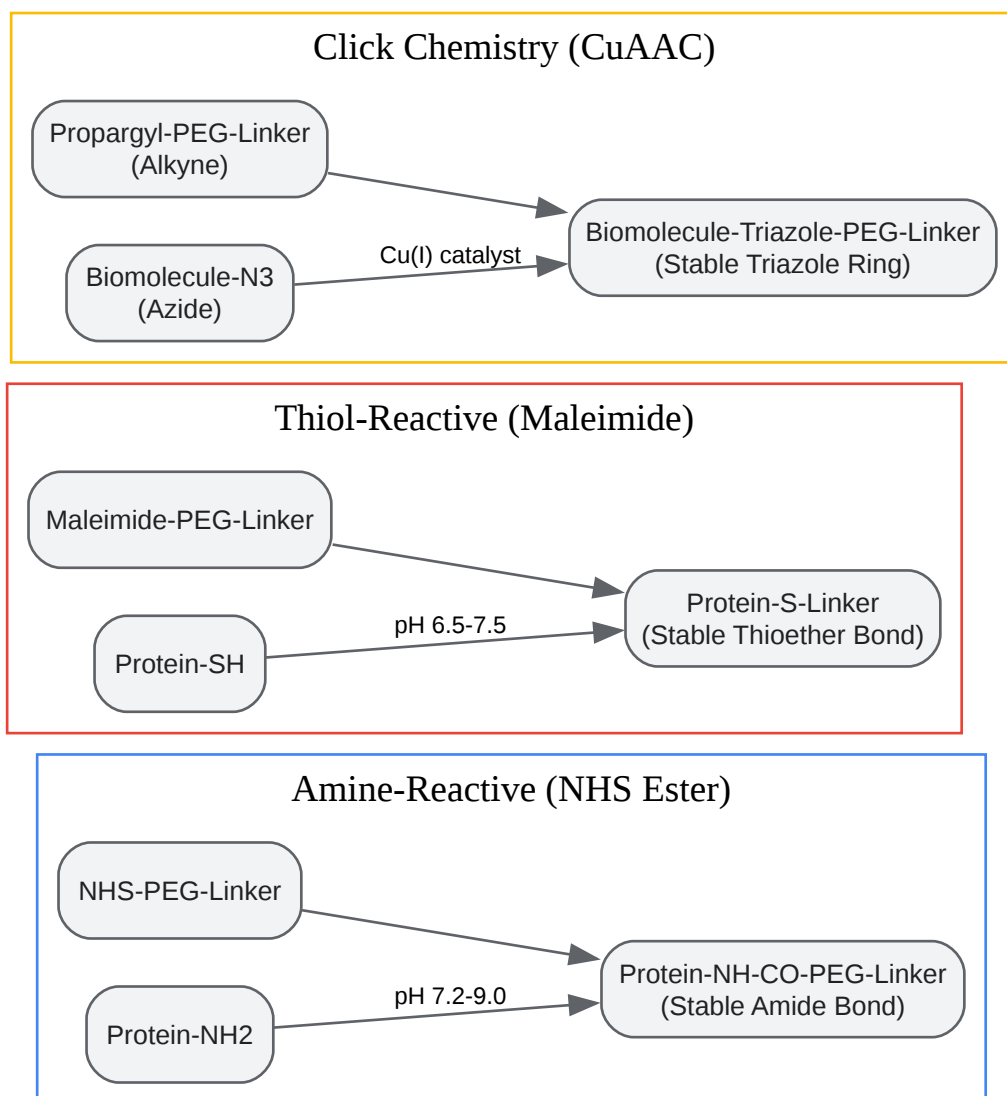 Click Chemistry (CuAAC)
Propargyl-PEG-Linker
(Alkyne)
Biomolecule-N3
(Azide)
Cu(I) catalyst
Biomolecule-Triazole-PEG-Linker
(Stable Triazole Ring)
Thiol-Reactive (Maleimide)
Maleimide-PEG-Linker
Protein-SH
pH 6.5-7.5
Protein-S-Linker
(Stable Thioether Bond)
Amine-Reactive (NHS Ester)
NHS-PEG-Linker
Protein-NH2
pH 7.2-9.0
Protein-NH-CO-PEG-Linker
(Stable Amide Bond)